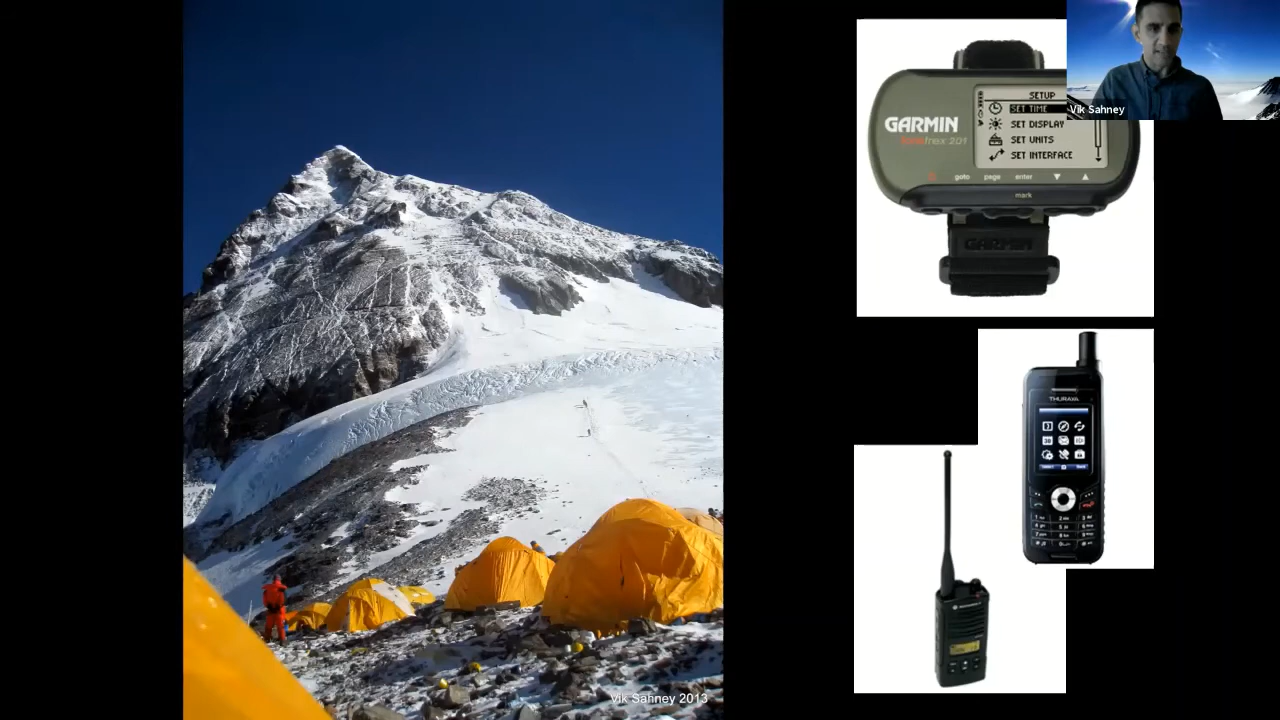 Vik Sahney
SETUP
SET TIME
SET DISPLAY
SET UNITS
SET INTERFACE
GARMIN
goto page enter
mark
GARMIN
THURAYA
MOTOROLA
Vik Sahney 2013